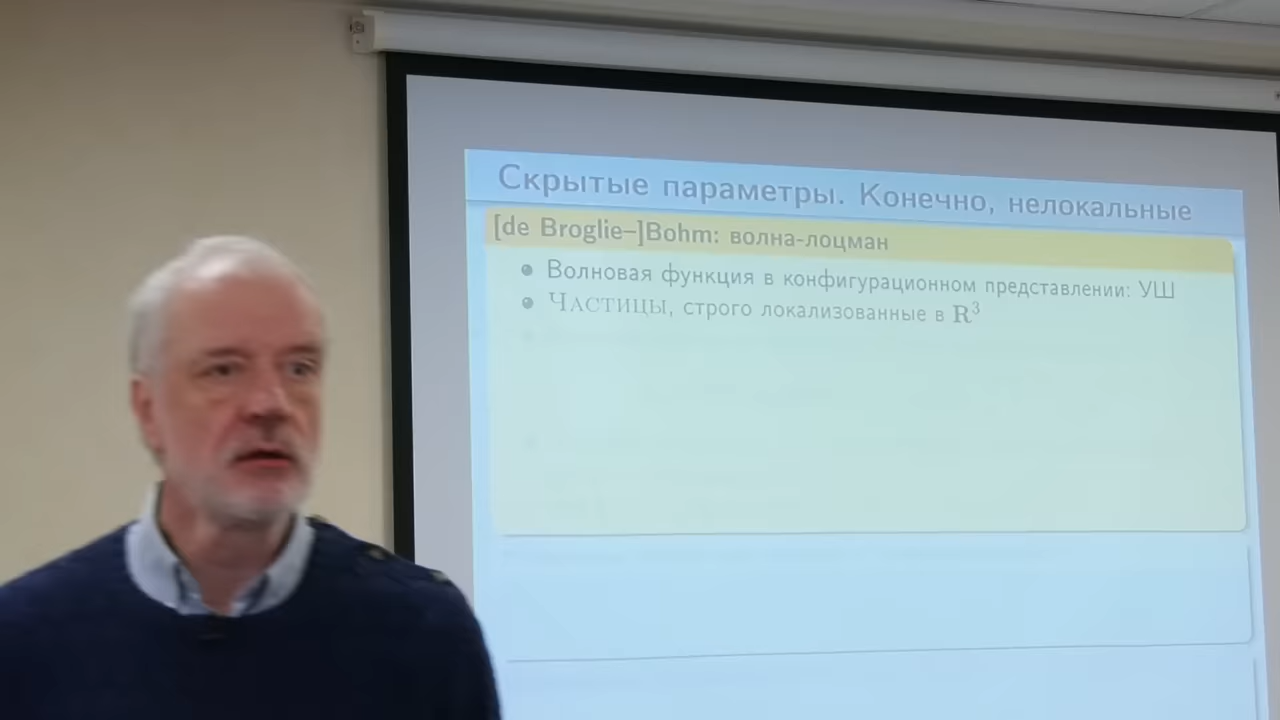 Скрытые параметры. Конечно, нелокальные
[de Broglie–]Bohm: волна-лоцман
• Волновая функция в конфигурационном представлении: УШ
• Частицы, строго локализованные в R³